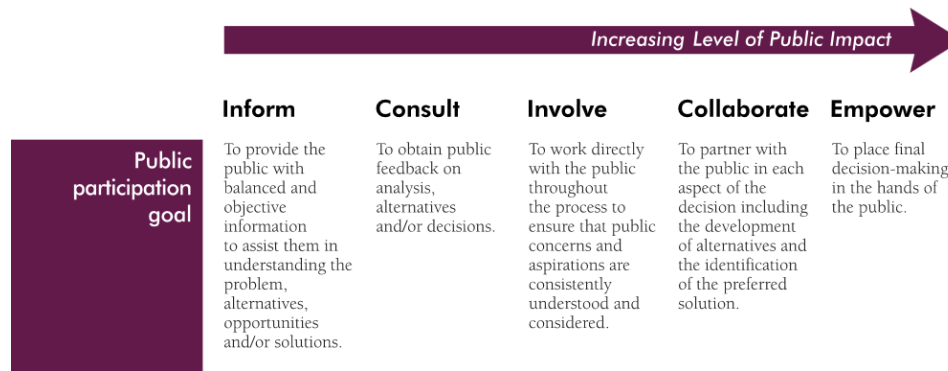 Increasing Level of Public Impact
Inform
Consult
Involve
Collaborate
Empower
Public
participation
goal
To provide the
public with
balanced and
objective
information
to assist them in
understanding the
problem,
alternatives,
opportunities
and/or solutions.
To obtain public
feedback on
analysis,
alternatives
and/or decisions.
To work directly
with the public
throughout
the process to
ensure that public
concerns and
aspirations are
consistently
understood and
considered.
To partner with
the public in each
aspect of the
decision including
the development
of alternatives and
the identification
of the preferred
solution.
To place final
decision-making
in the hands of
the public.